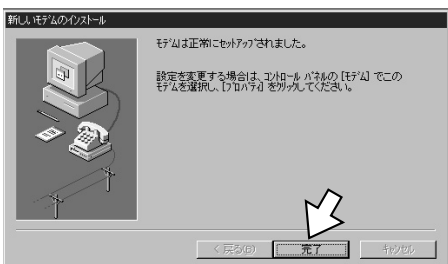 新しいモデムのインストール
モデムは正常にセットアップされました。
設定を変更する場合は、コントロール パネルの [モデム] でこの
モデムを選択し、[プロパティ] をクリックしてください。
< 戻る(B)
完了
キャンセル